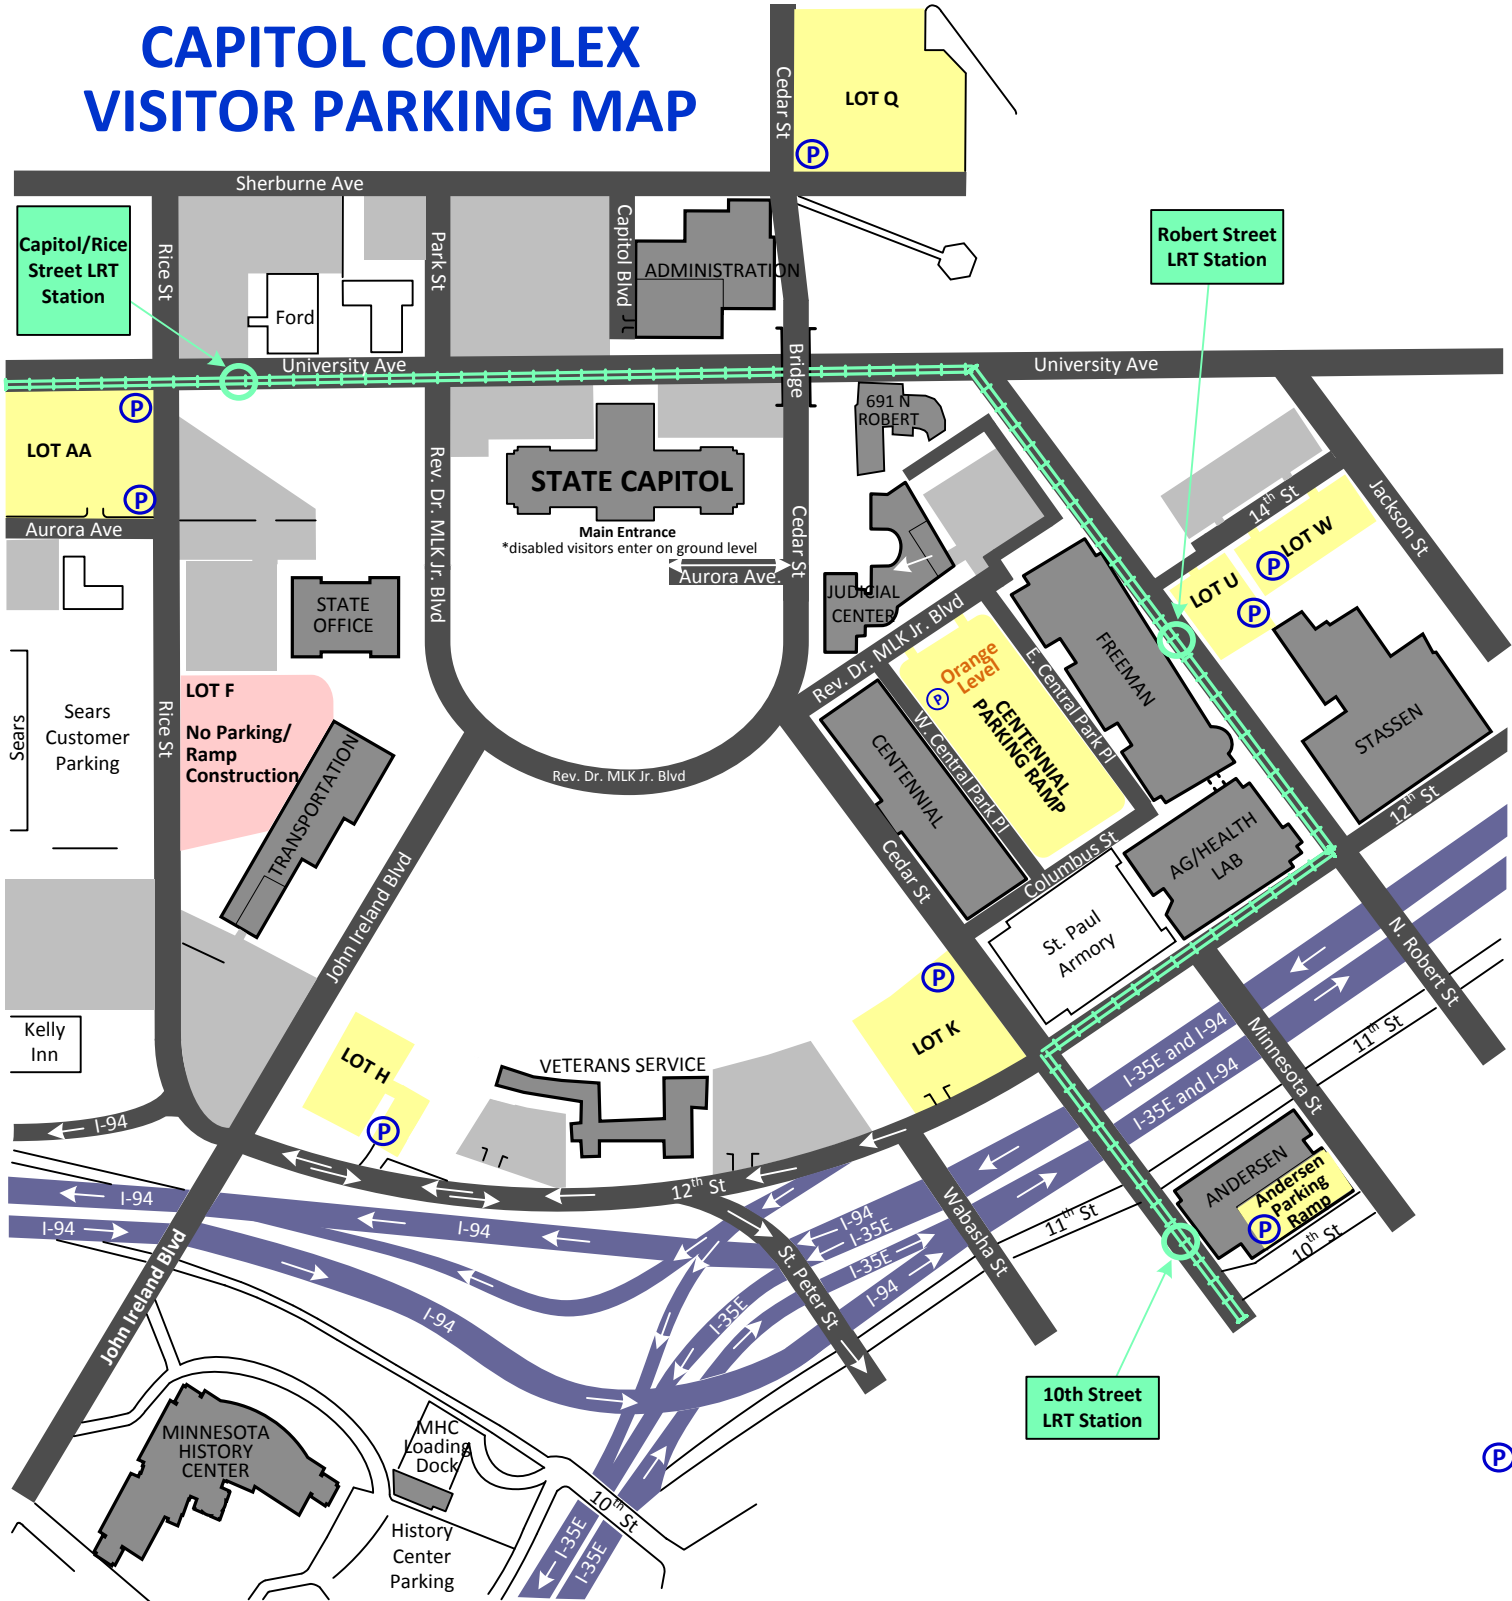 CAPITOL COMPLEX
VISITOR PARKING MAP
Cedar St
LOT Q
P
Sherburne Ave
Capitol/Rice
Street LRT
Station
Rice St
Park St
Capitol Blvd
ADMINISTRATION
Robert Street
LRT Station
Ford
University Ave
Bridge
University Ave
P
LOT AA
P
Aurora Ave
691 N
ROBERT
Rev. Dr. MLK Jr. Blvd
STATE CAPITOL
Main Entrance
*disabled visitors enter on ground level
Aurora Ave.
Cedar St
Jackson St
14th St
LOT W
P
LOT U
P
STATE
OFFICE
JUDICIAL
CENTER
Rev. Dr. MLK Jr. Blvd
Orange
Level
P
CENTENNIAL
PARKING RAMP
E. Central Park Pl
W. Central Park Pl
FREEMAN
STASSEN
12th St
Sears
Sears
Customer
Parking
Rice St
LOT F
No Parking/
Ramp
Construction
TRANSPORTATION
Rev. Dr. MLK Jr. Blvd
CENTENNIAL
Cedar St
Columbus St
AG/HEALTH
LAB
St. Paul
Armory
John Ireland Blvd
N. Robert St
P
LOT K
Kelly
Inn
LOT H
P
VETERANS SERVICE
I-35E and I-94
I-35E and I-94
Minnesota St
11th St
I-94
12th St
Wabasha St
11th St
ANDERSEN
Andersen
Parking
Ramp
P
10th St
I-94
I-94
I-94
I-94
I-35E
I-35E
I-94
I-35E
I-94
St. Peter St
John Ireland Blvd
10th Street
LRT Station
MINNESOTA
HISTORY
CENTER
MHC
Loading
Dock
P
10th St
History
Center
Parking
I-35E
I-35E